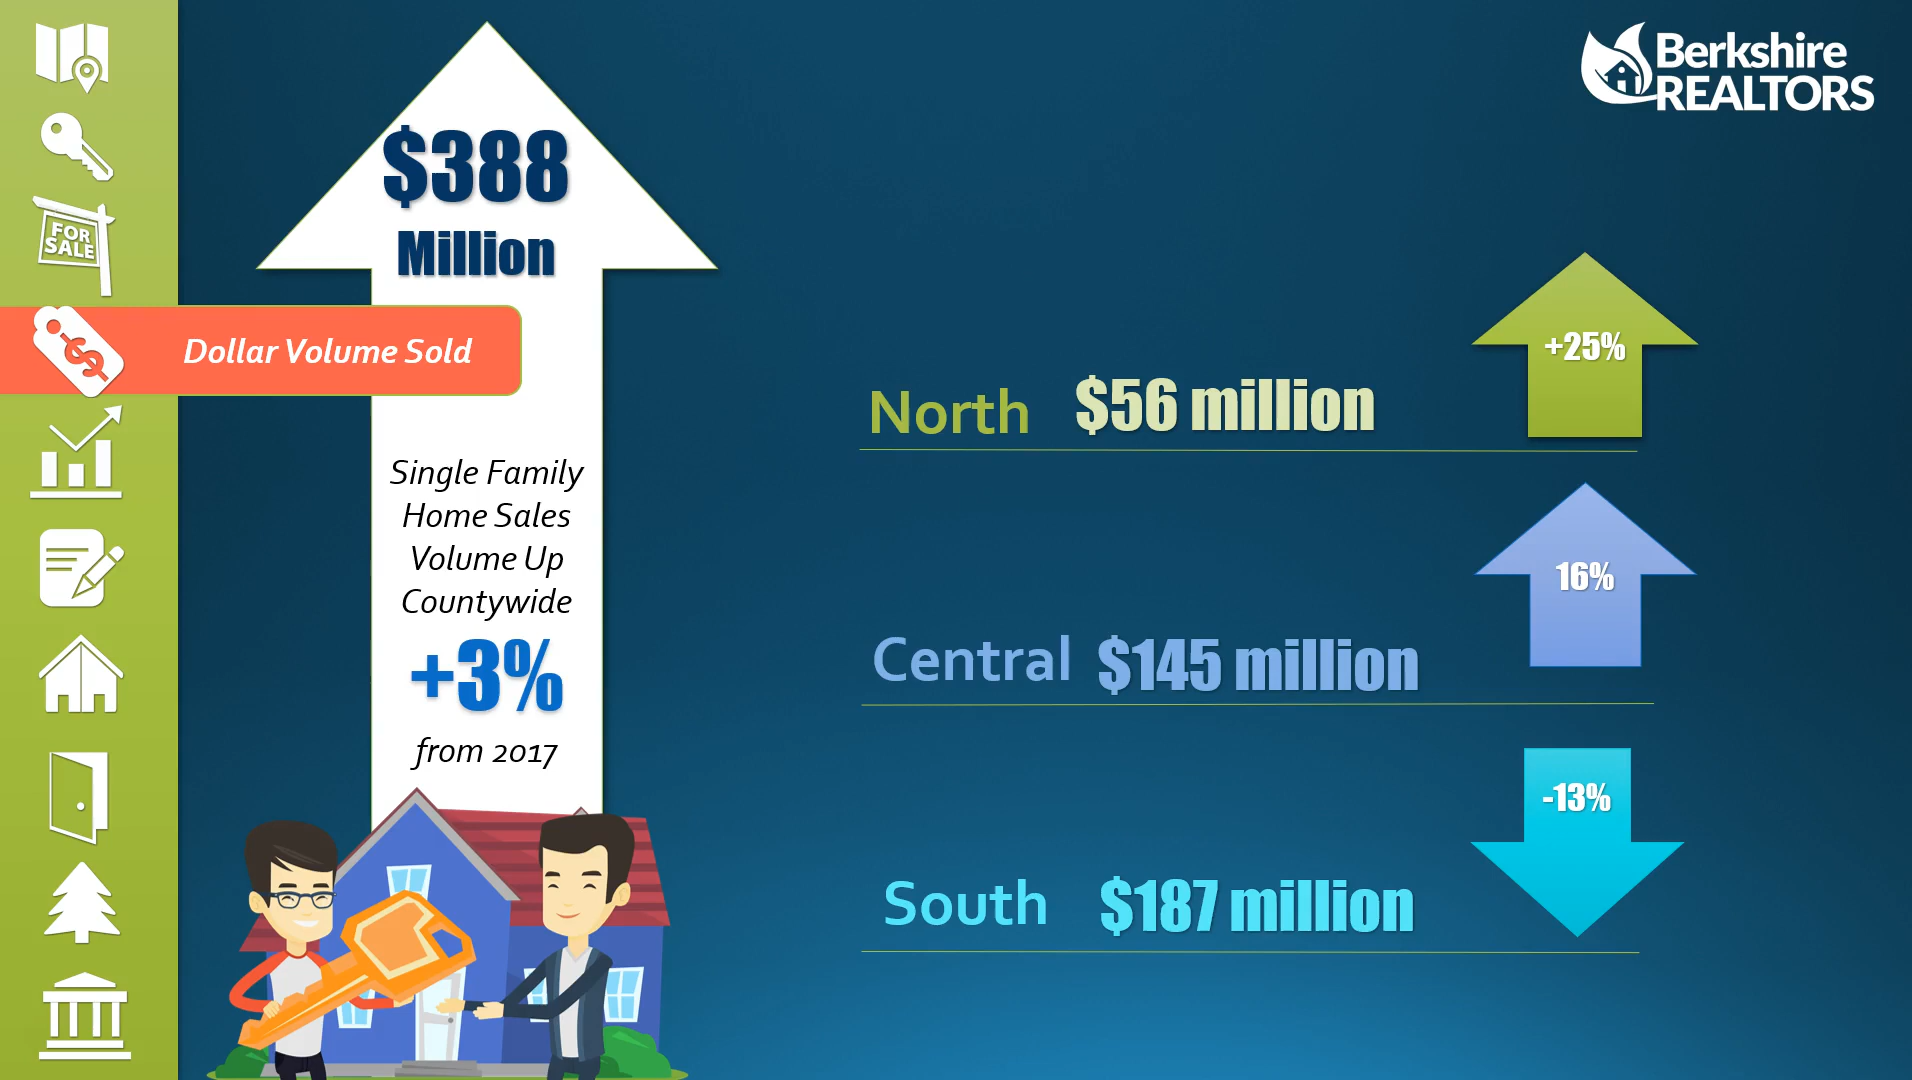 Berkshire
REALTORS
$388
Million
FOR
SALE
Dollar Volume Sold
Single Family
Home Sales
Volume Up
Countywide
+3%
from 2017
North $56 million +25%
Central $145 million 16%
South $187 million -13%